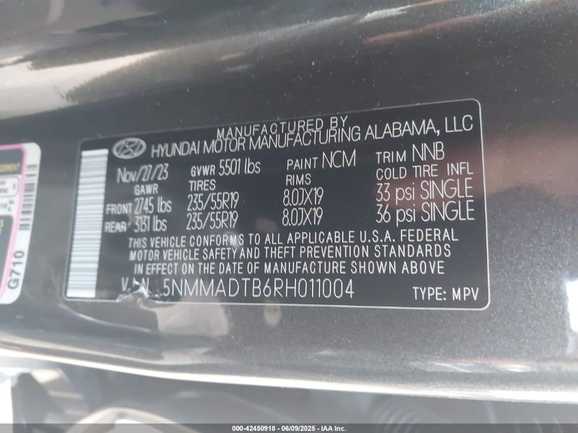 MANUFACTURED BY
HYUNDAI MOTOR MANUFACTURING ALABAMA, LLC
Nov/27/23 GVWR 5501 lbs PAINT NCM TRIM NNB
GAWR TIRES RIMS COLD TIRE INFL
FRONT 2745 lbs 235/55R19 8.0JX19 33 psi SINGLE
REAR 3131 lbs 235/55R19 8.0JX19 36 psi SINGLE
THIS VEHICLE CONFORMS TO ALL APPLICABLE U.S.A. FEDERAL
MOTOR VEHICLE SAFETY AND THEFT PREVENTION STANDARDS
IN EFFECT ON THE DATE OF MANUFACTURE SHOWN ABOVE.
5NMMADTB6RH011004 TYPE: MPV
G710
000-42450918 - 06/09/2025 - IAA Inc.